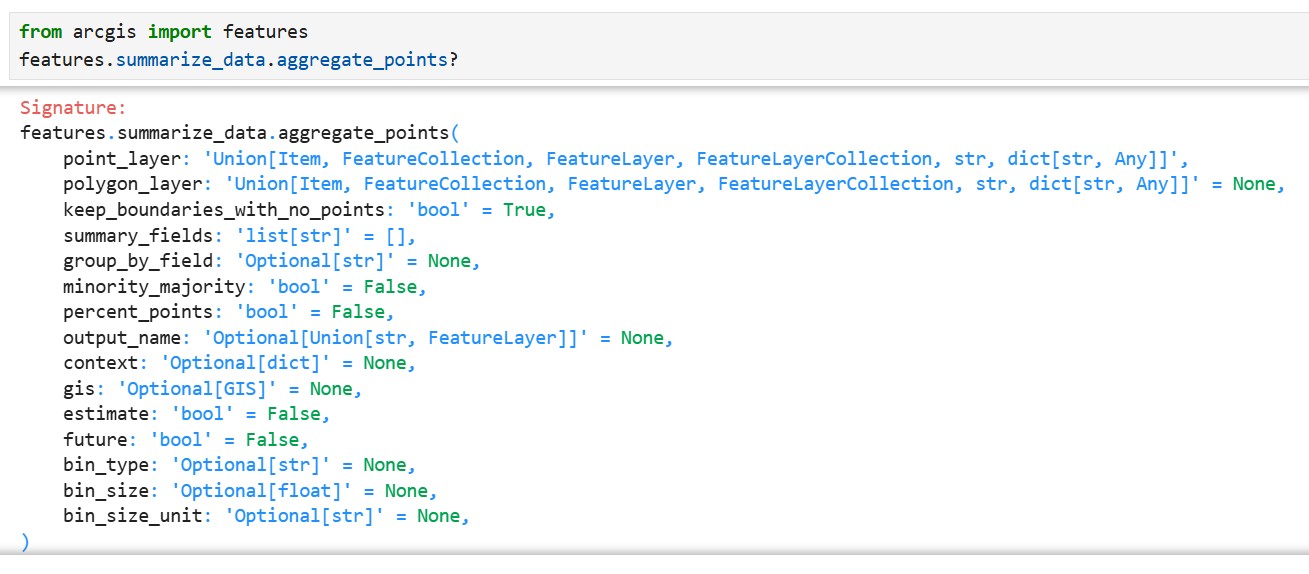 from arcgis import features
features.summarize_data.aggregate_points?
Signature:
features.summarize_data.aggregate_points(
    point_layer: 'Union[Item, FeatureCollection, FeatureLayer, FeatureLayerCollection, str, dict[str, Any]]',
    polygon_layer: 'Union[Item, FeatureCollection, FeatureLayer, FeatureLayerCollection, str, dict[str, Any]]' = None,
    keep_boundaries_with_no_points: 'bool' = True,
    summary_fields: 'list[str]' = [],
    group_by_field: 'Optional[str]' = None,
    minority_majority: 'bool' = False,
    percent_points: 'bool' = False,
    output_name: 'Optional[Union[str, FeatureLayer]]' = None,
    context: 'Optional[dict]' = None,
    gis: 'Optional[GIS]' = None,
    estimate: 'bool' = False,
    future: 'bool' = False,
    bin_type: 'Optional[str]' = None,
    bin_size: 'Optional[float]' = None,
    bin_size_unit: 'Optional[str]' = None,
)